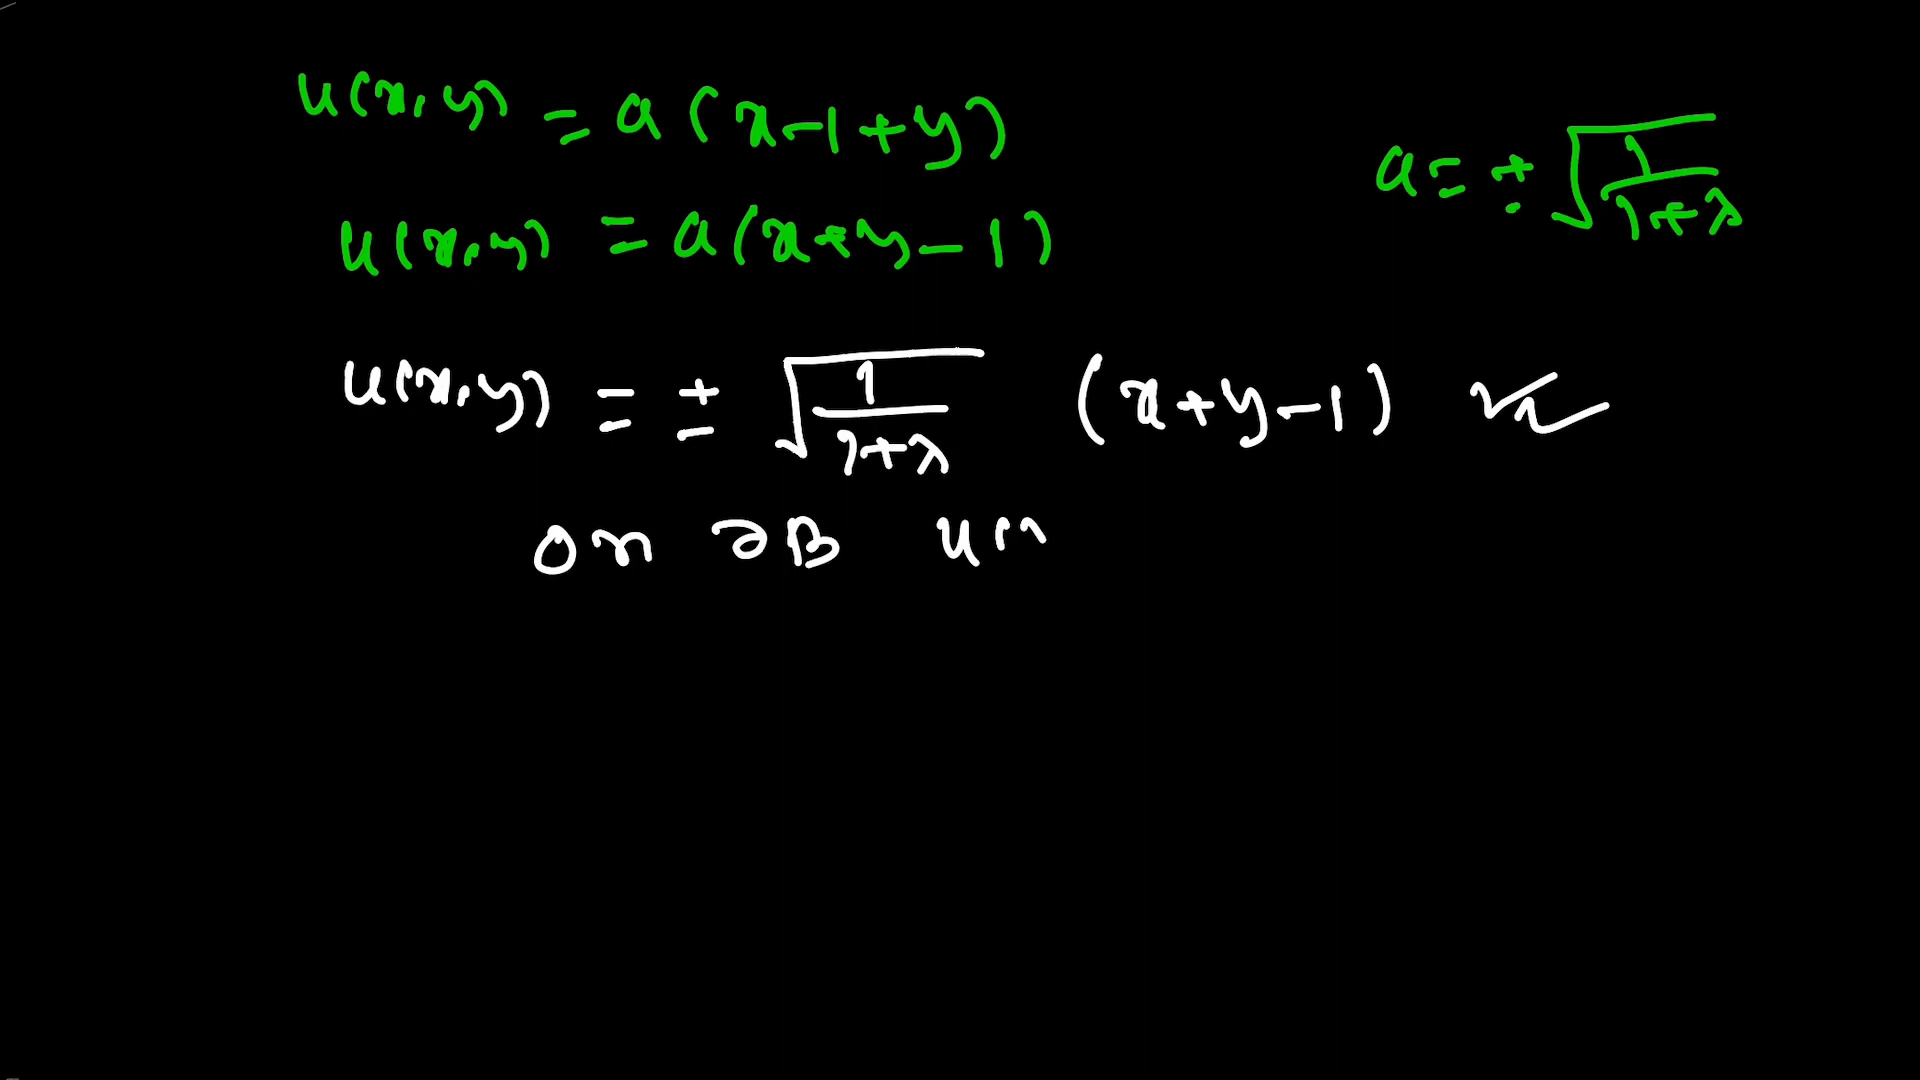 u(x,y) = a(x-1+y)
a = ± √(1/(1+λ))
u(x,y) = a(x+y-1)
u(x,y) = ± √(1/(1+λ)) (x+y-1)
on ∂B u(